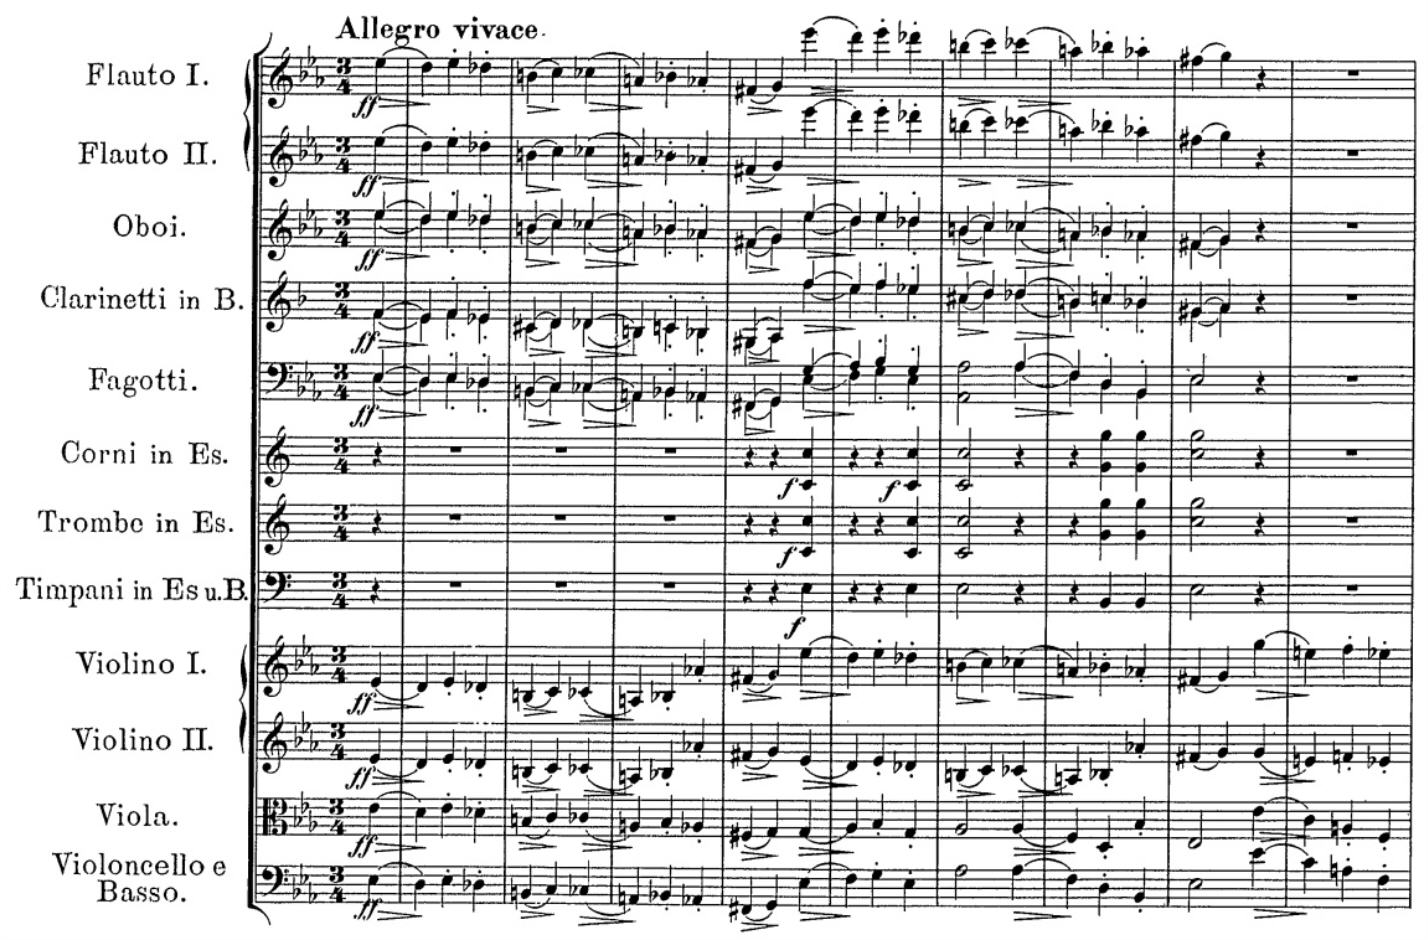 Allegro vivace.
Flauto I.
ff
Flauto II.
ff
Oboi.
ff
Clarinetti in B.
ff
Fagotti.
ff
Corni in Es.
f f
Trombe in Es.
f
Timpani in Es u. B.
f
Violino I.
ff
Violino II.
ff
Viola.
ff
Violoncello e
Basso.
ff